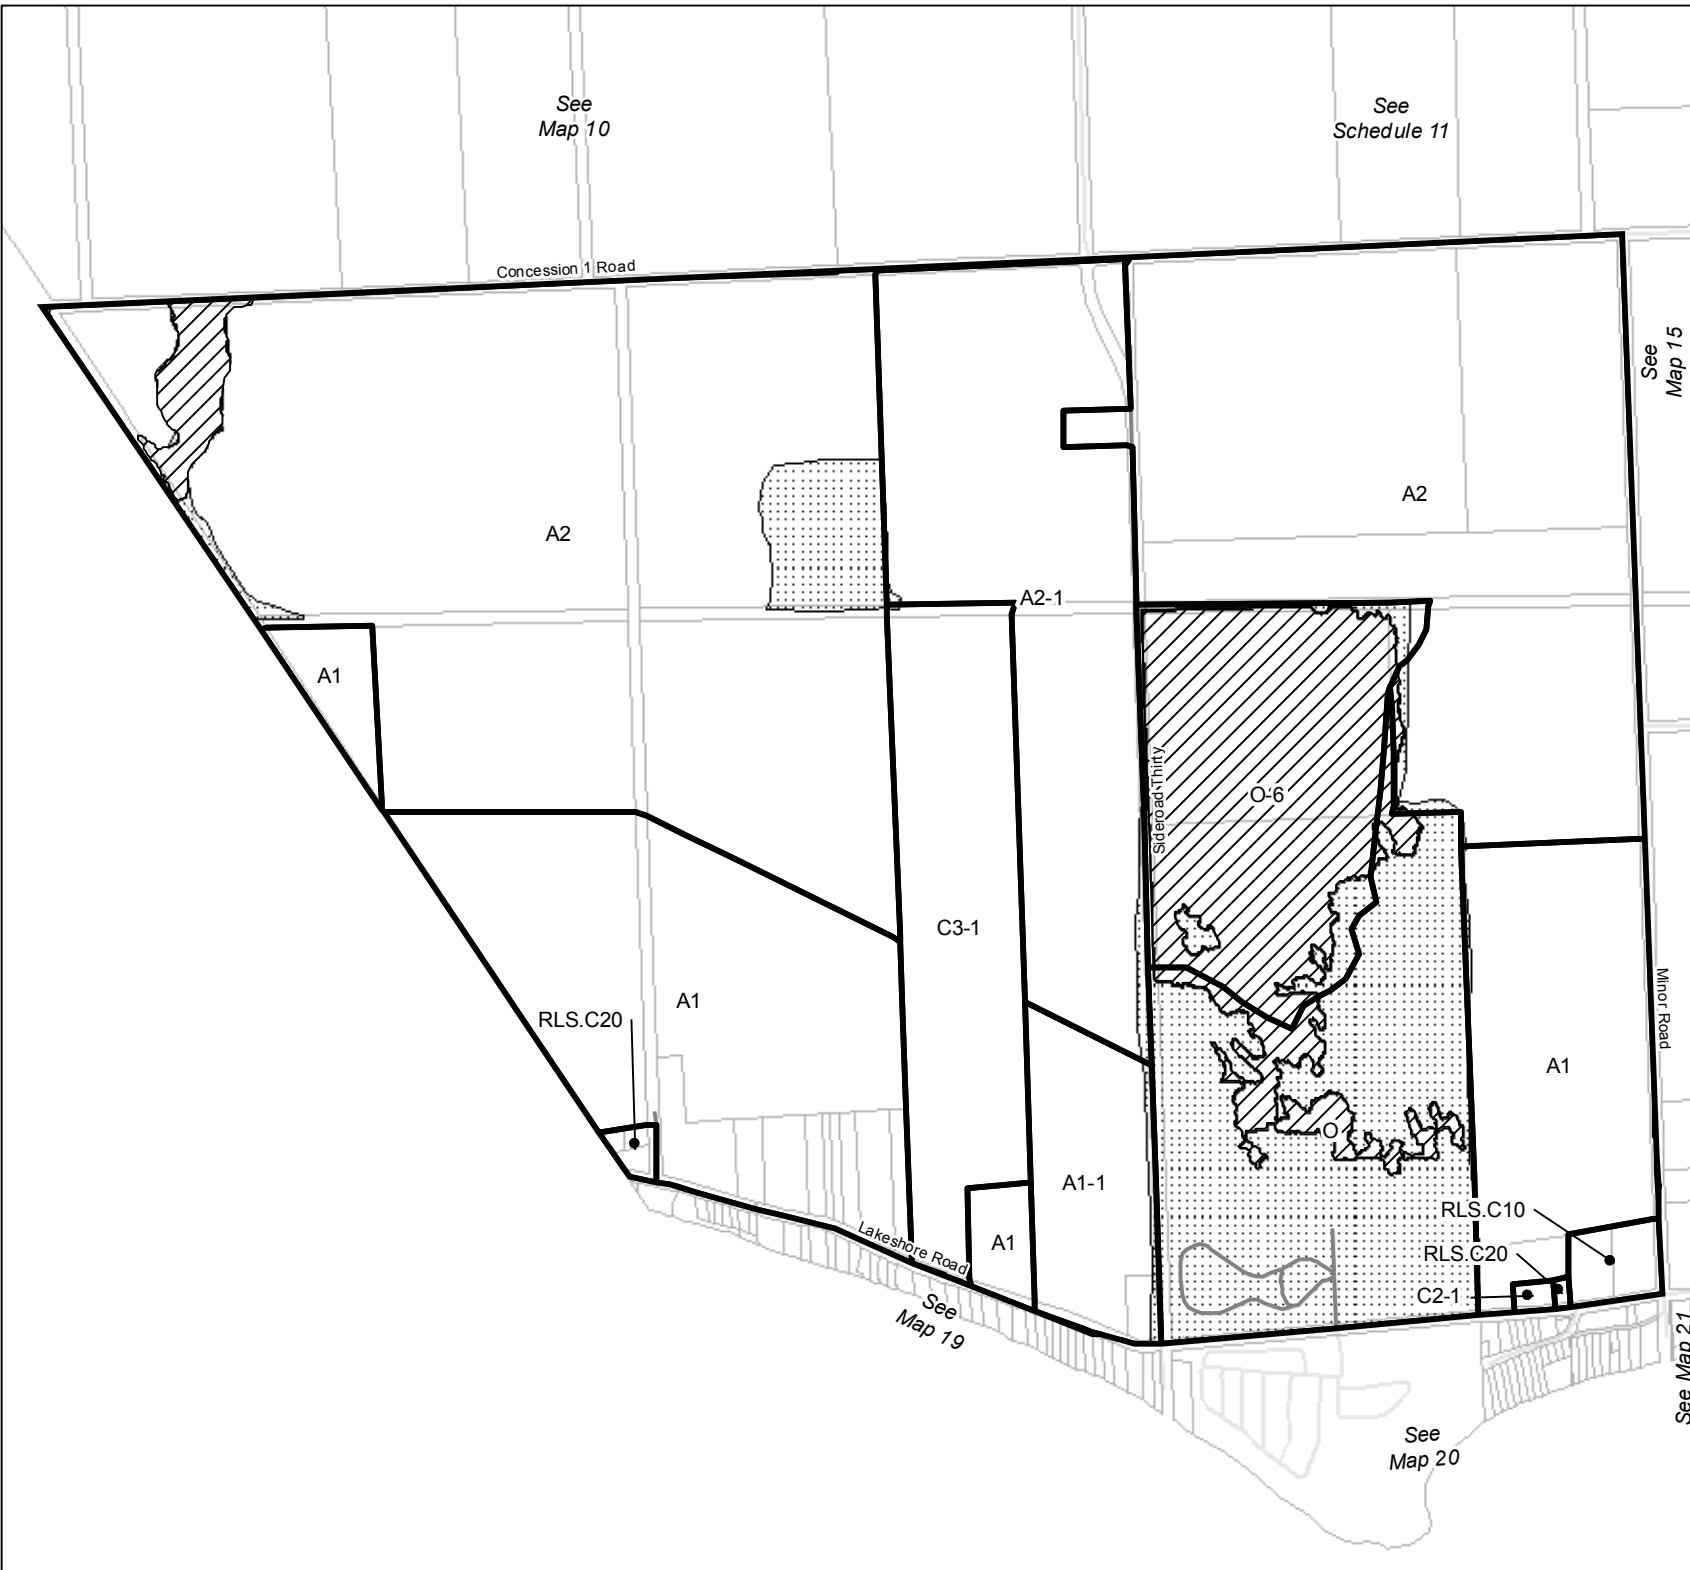 See
Map 10
See
Schedule 11
Concession 1 Road
See
Map 15
A2
A2
A2-1
A1
O-6
Sideroad Thirty
C3-1
A1
RLS.C20
Minor Road
A1
O
A1-1
RLS.C10
A1
Lakeshore Road
RLS.C20
C2-1
See
Map 19
See Map 21
See
Map 20